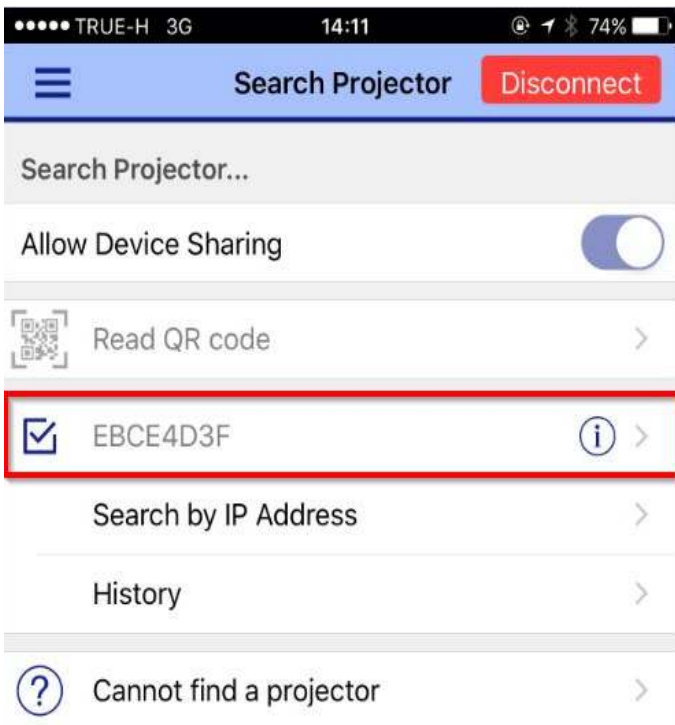 TRUE-H 3G 14:11 74%
Search Projector Disconnect
Search Projector...
Allow Device Sharing
Read QR code
EBCE4D3F
Search by IP Address
History
Cannot find a projector